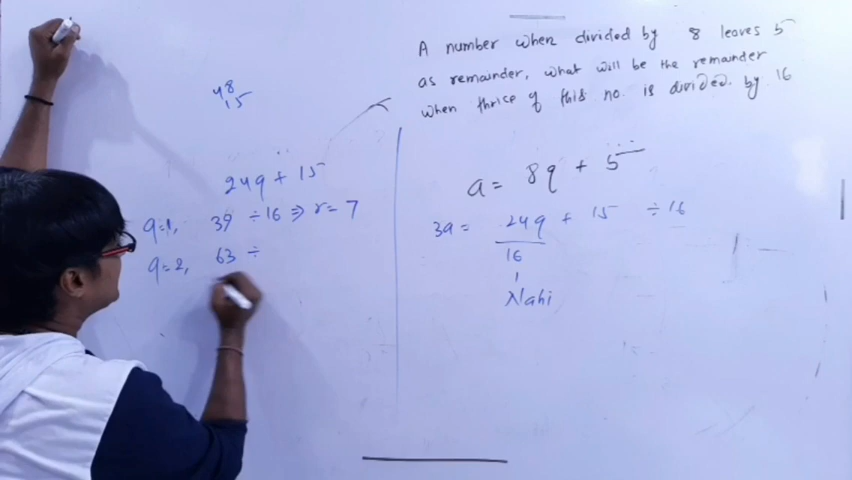 A number when divided by 8 leaves 5
as remainder, what will be the remainder
when thrice of this no. is divided by 16
48
15
24q + 15
q=1, 39 ÷16 ⇒ r = 7
q=2, 63 ÷
a = 8q + 5
3a = 24q + 15 ÷16
16
Nahi